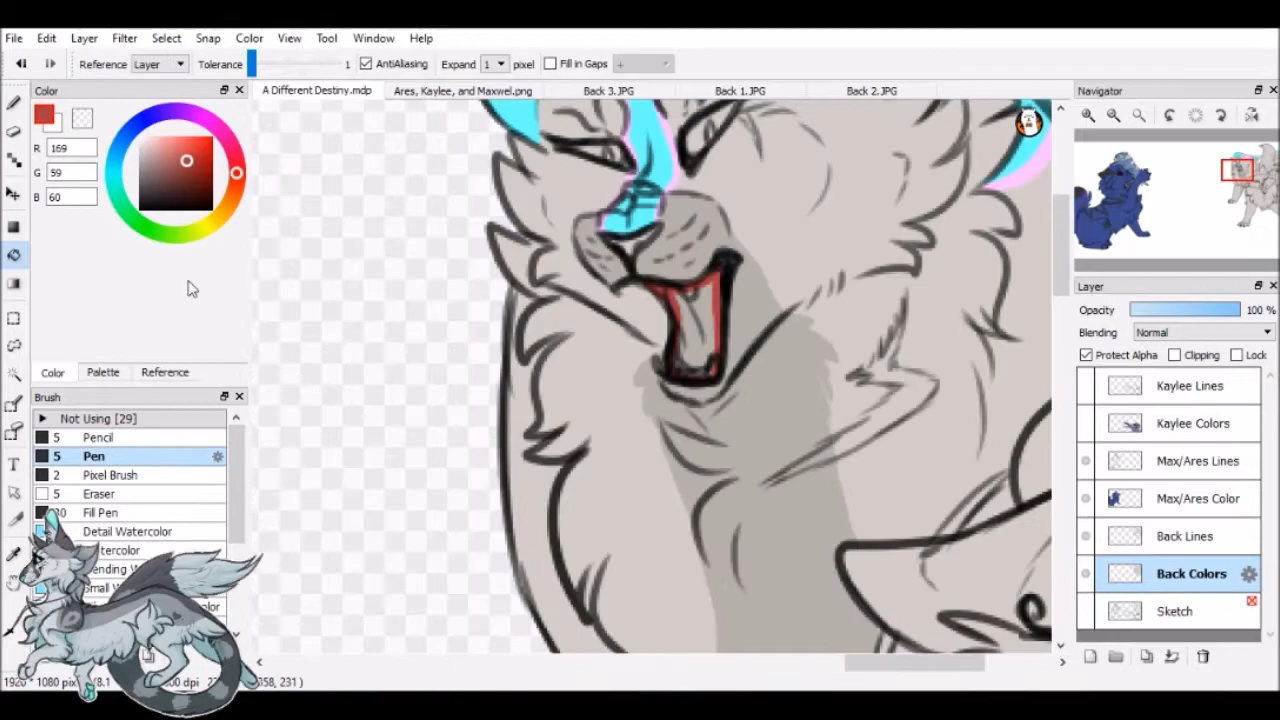 File Edit Layer Filter Select Snap Color View Tool Window Help
Reference Layer Tolerance 1 AntiAliasing Expand 1 pixel Fill in Gaps +
Color
A Different Destiny.mdp Ares, Kaylee, and Maxwel.png Back 3.JPG Back 1.JPG Back 2.JPG
Navigator
R 169
G 59
B 60
Layer
Opacity 100 %
Blending Normal
Protect Alpha Clipping Lock
Color Palette Reference
Brush
Not Using [29]
5 Pencil
5 Pen
2 Pixel Brush
5 Eraser
Fill Pen
Detail Watercolor
Kaylee Lines
Kaylee Colors
Max/Ares Lines
Max/Ares Color
Back Lines
Back Colors
Sketch
1920 * 1080
dpi
231 )